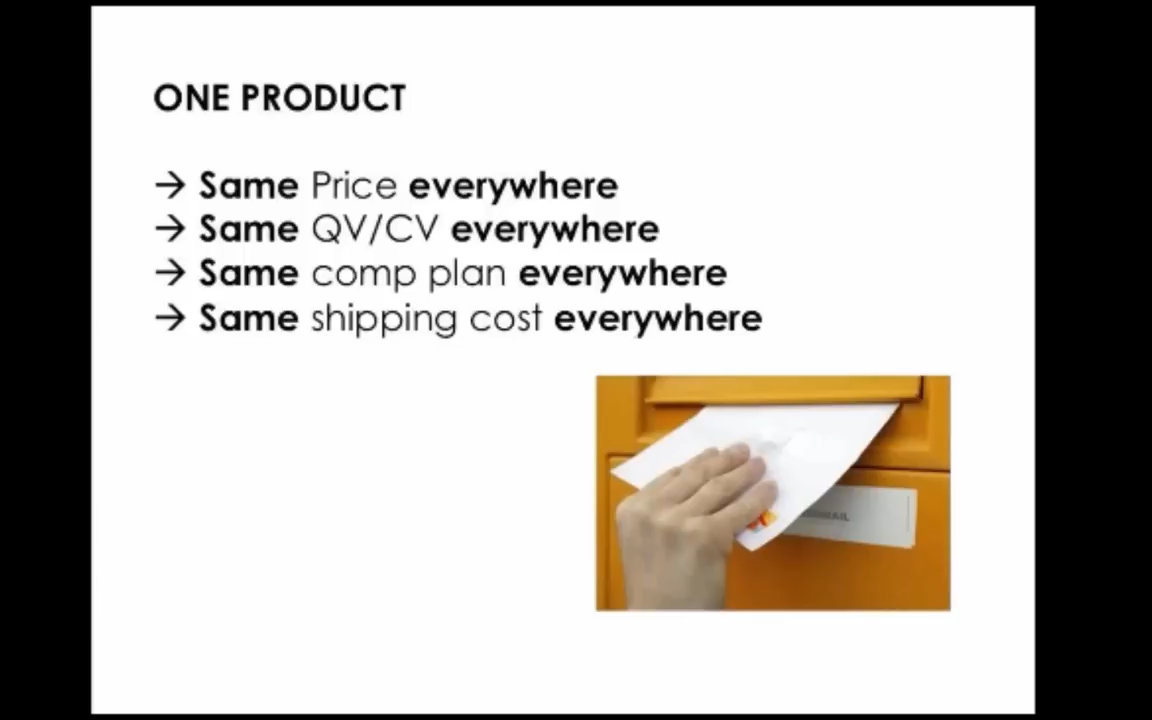 ONE PRODUCT
→ Same Price everywhere
→ Same QV/CV everywhere
→ Same comp plan everywhere
→ Same shipping cost everywhere